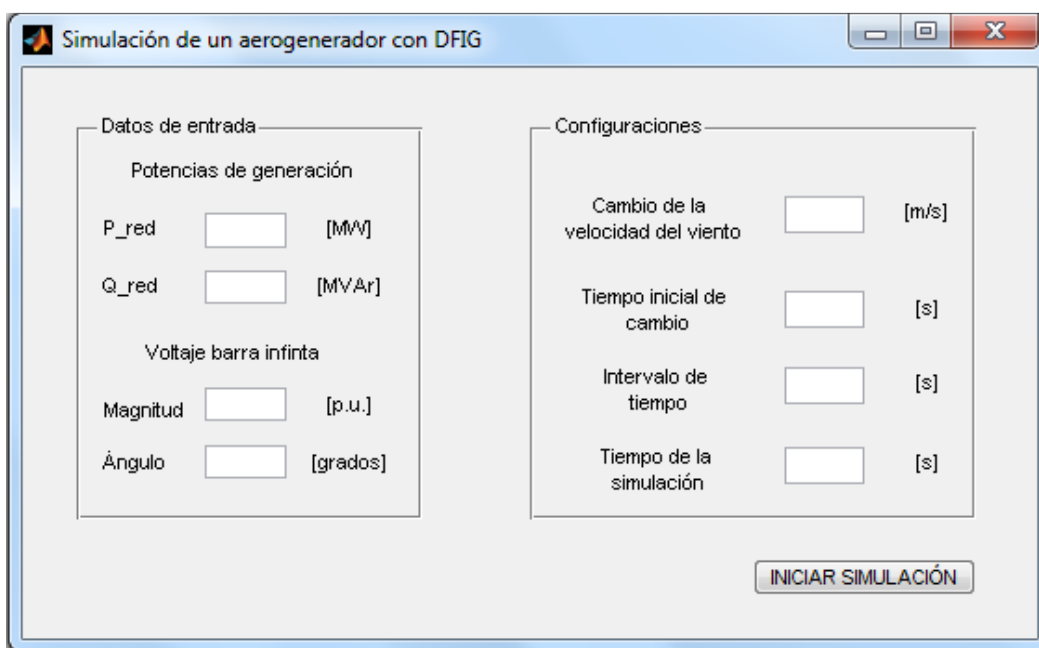 Simulación de un aerogenerador con DFIG
Datos de entrada
Potencias de generación
P_red [MW]
Q_red [MVAr]
Voltaje barra infinta
Magnitud [p.u.]
Ángulo [grados]
Configuraciones
Cambio de la
velocidad del viento [m/s]
Tiempo inicial de
cambio [s]
Intervalo de
tiempo [s]
Tiempo de la
simulación [s]
INICIAR SIMULACIÓN